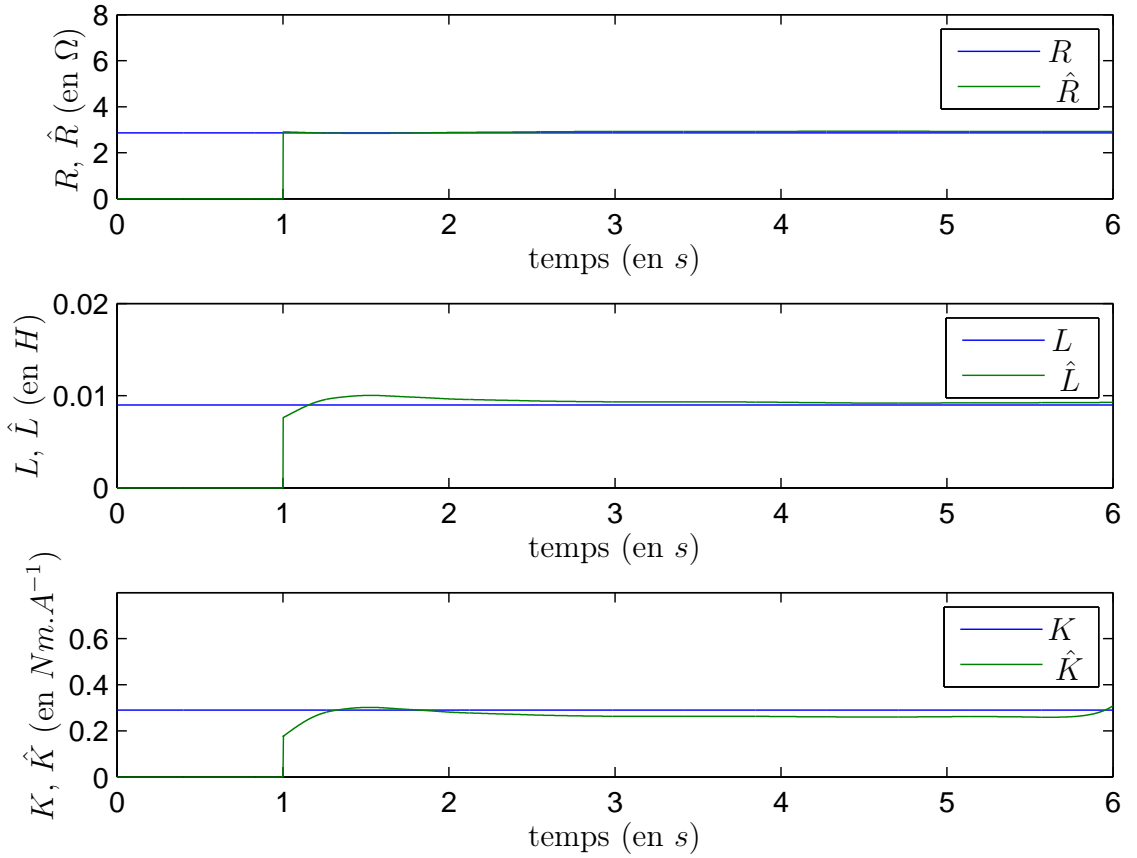 R, R̂ (en Ω)
8
6
4
2
0
0 1 2 3 4 5 6
temps (en s)
R
R̂
L, L̂ (en H)
0.02
0.01
0
0 1 2 3 4 5 6
temps (en s)
L
L̂
K, K̂ (en Nm.A⁻¹)
0.6
0.4
0.2
0
0 1 2 3 4 5 6
temps (en s)
K
K̂